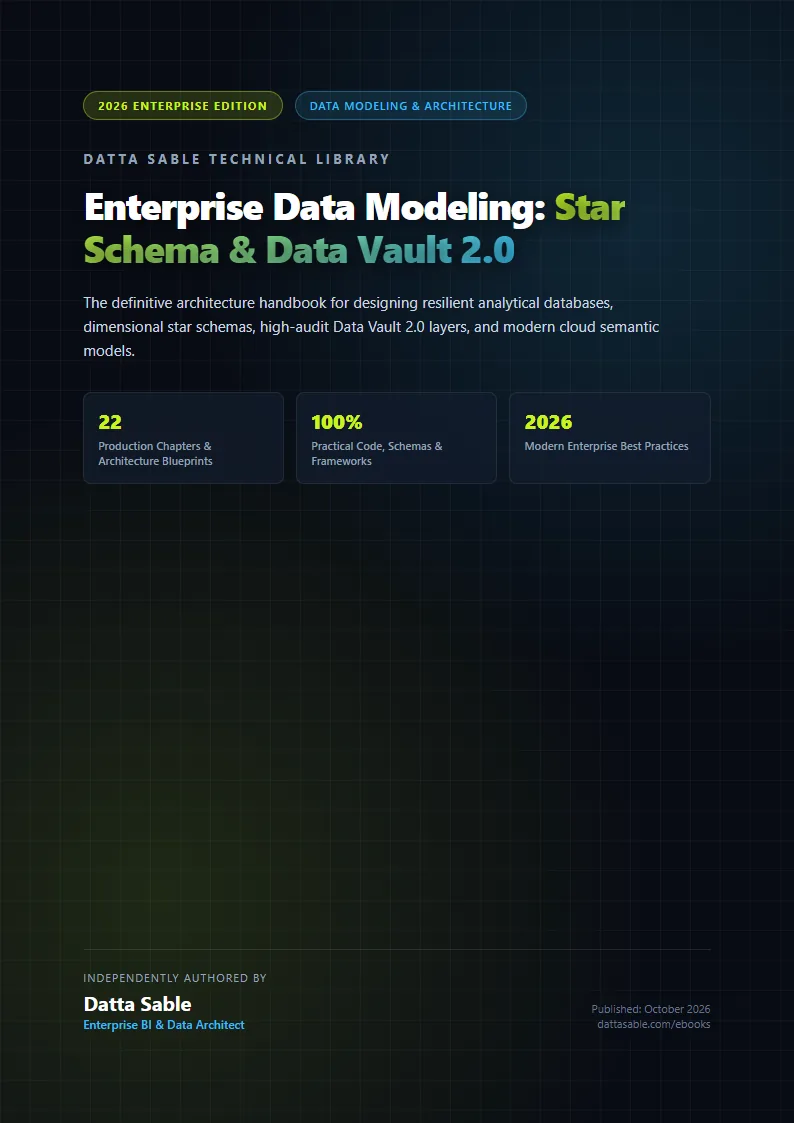 2026 ENTERPRISE EDITION
DATA MODELING & ARCHITECTURE
DATTA SABLE TECHNICAL LIBRARY
Enterprise Data Modeling: Star
Schema & Data Vault 2.0
The definitive architecture handbook for designing resilient analytical databases,
dimensional star schemas, high-audit Data Vault 2.0 layers, and modern cloud semantic
models.
22
Production Chapters &
Architecture Blueprints
100%
Practical Code, Schemas &
Frameworks
2026
Modern Enterprise Best Practices
INDEPENDENTLY AUTHORED BY
Datta Sable
Enterprise BI & Data Architect
Published: October 2026
dattasable.com/ebooks